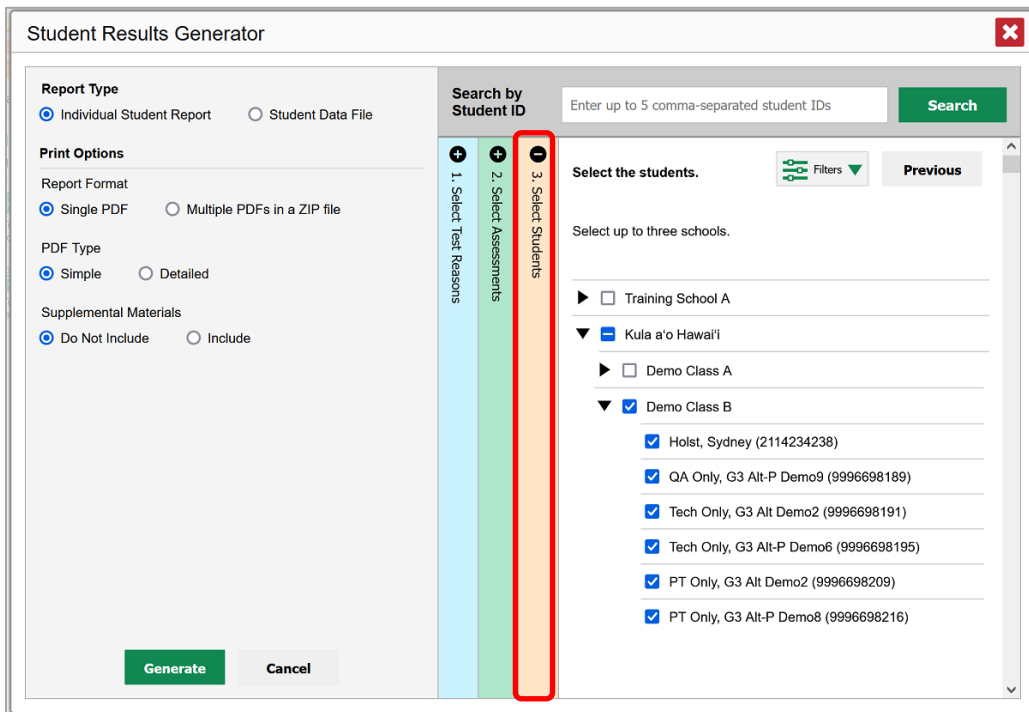 Student Results Generator
Report Type
Individual Student Report
Student Data File
Print Options
Report Format
Single PDF
Multiple PDFs in a ZIP file
PDF Type
Simple
Detailed
Supplemental Materials
Do Not Include
Include
Generate
Cancel
Search by
Student ID
Enter up to 5 comma-separated student IDs
Search
1. Select Test Reasons
2. Select Assessments
3. Select Students
Select the students.
Filters
Previous
Select up to three schools.
Training School A
Kula aʻo Hawaiʻi
Demo Class A
Demo Class B
Holst, Sydney (2114234238)
QA Only, G3 Alt-P Demo9 (9996698189)
Tech Only, G3 Alt Demo2 (9996698191)
Tech Only, G3 Alt-P Demo6 (9996698195)
PT Only, G3 Alt Demo2 (9996698209)
PT Only, G3 Alt-P Demo8 (9996698216)